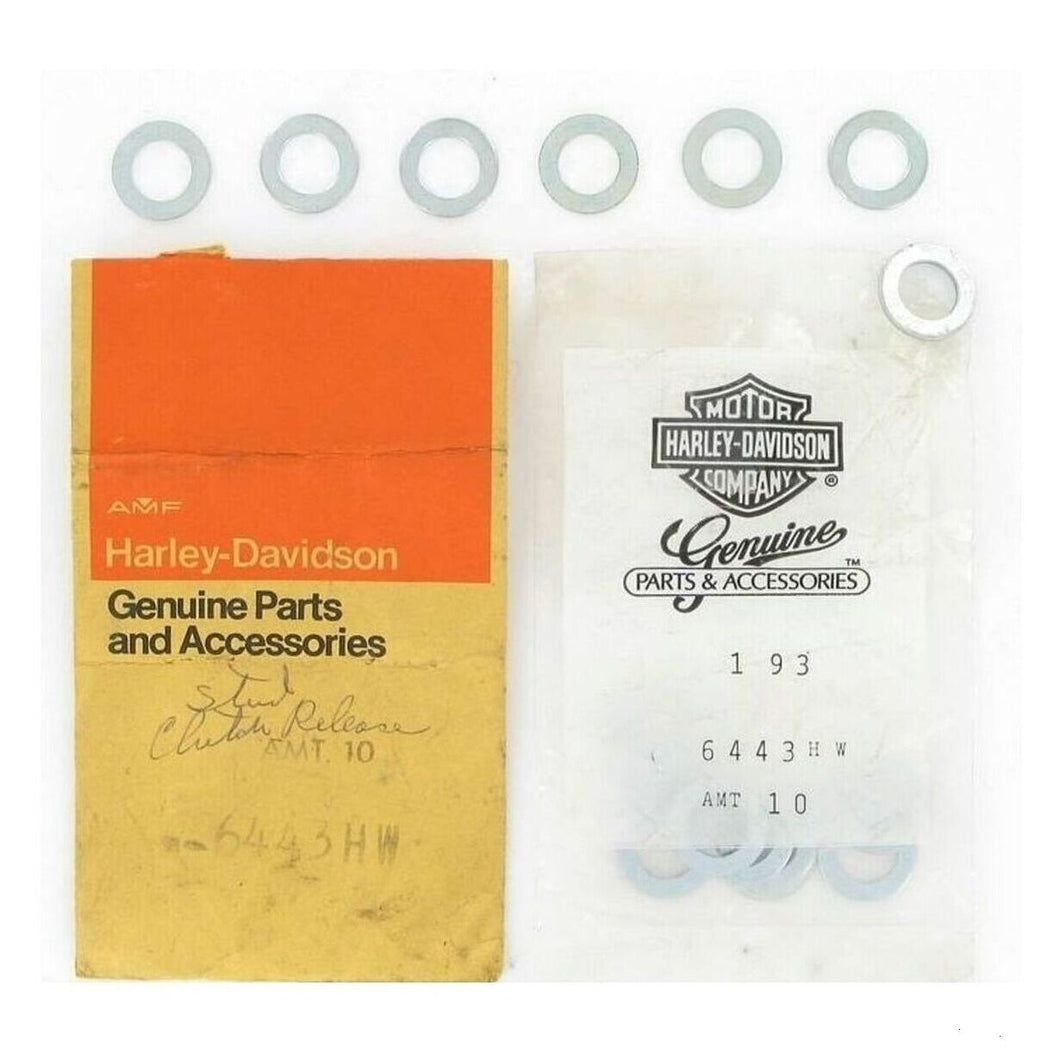 AMF
Harley-Davidson
Genuine Parts
and Accessories
Stud
Clutch Release
AMT. 10
6443HW
MOTOR
HARLEY-DAVIDSON
COMPANY ®
Genuine
PARTS & ACCESSORIES ™
1 93
6443HW
AMT 10